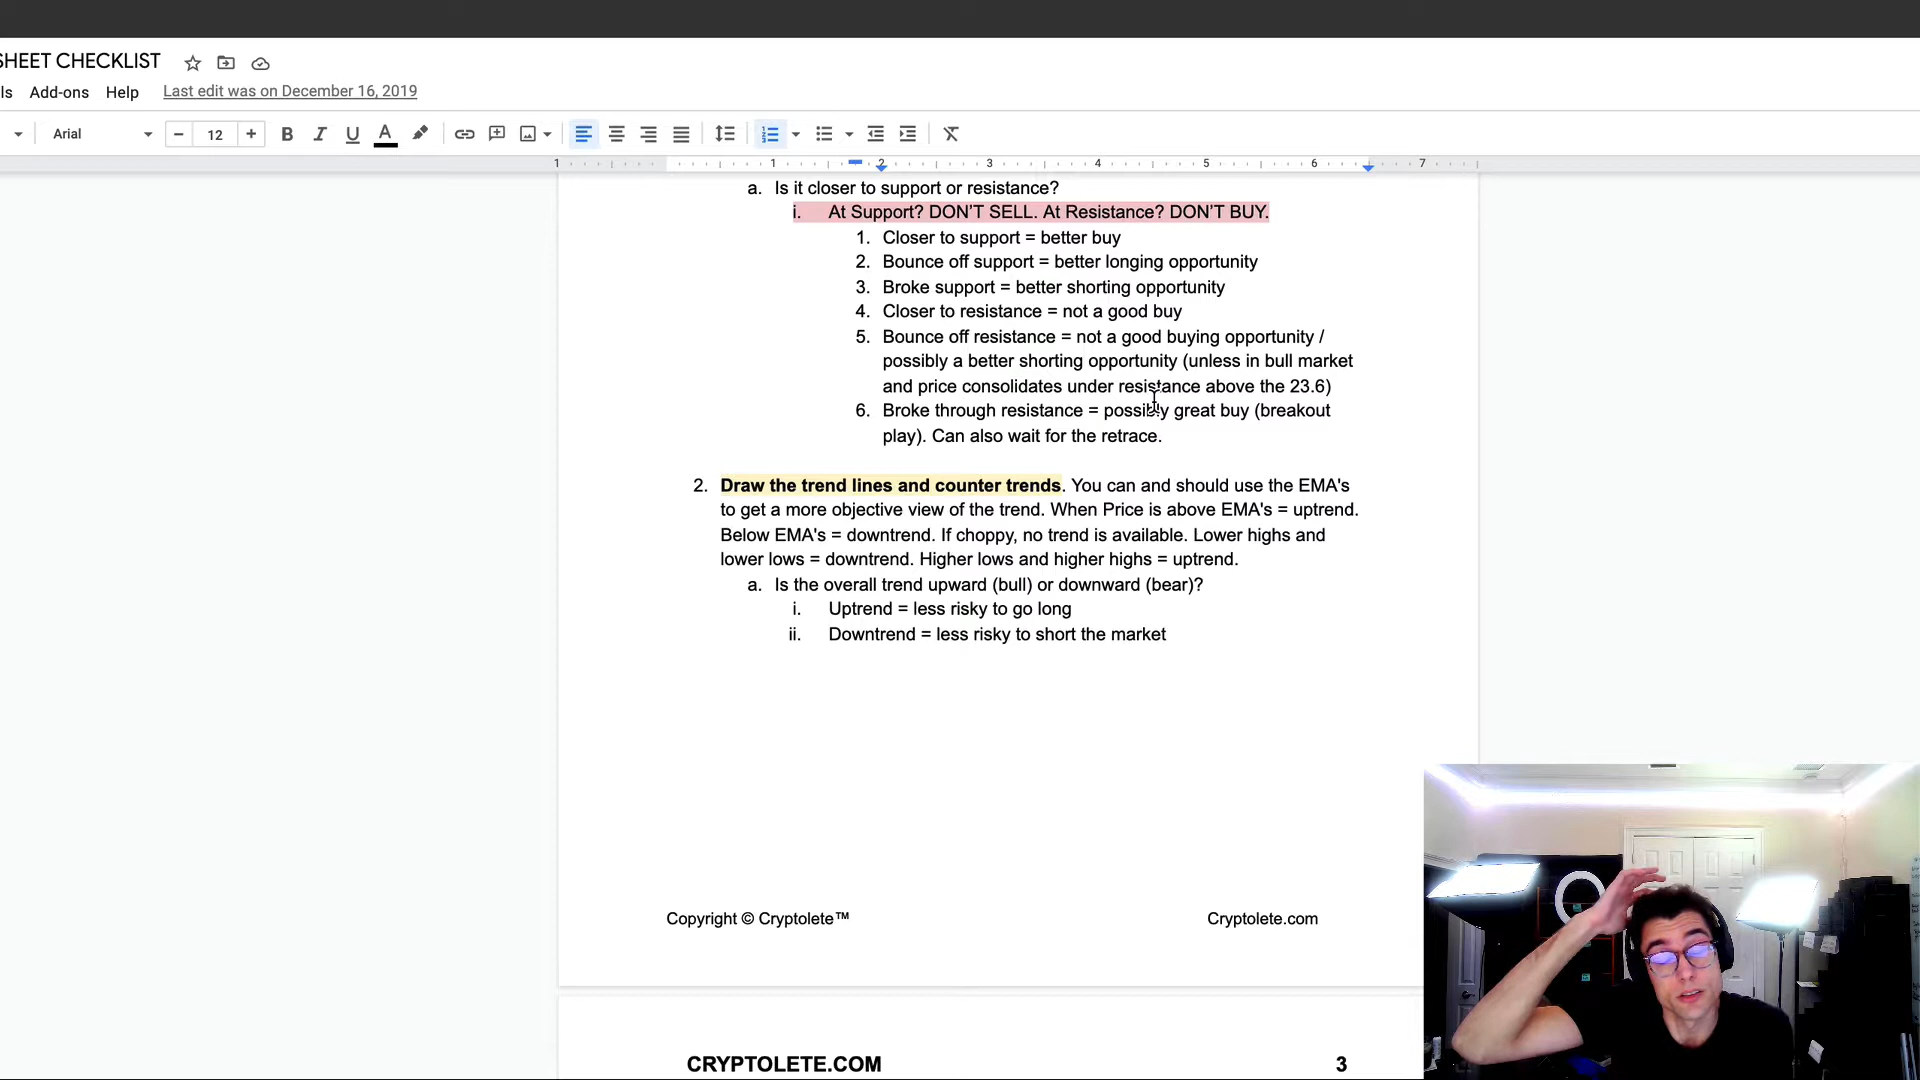 SHEET CHECKLIST
ls Add-ons Help Last edit was on December 16, 2019
Arial 12 B I U A
1 1 2 3 4 5 6 7
a. Is it closer to support or resistance?
i. At Support? DON'T SELL. At Resistance? DON'T BUY.
1. Closer to support = better buy
2. Bounce off support = better longing opportunity
3. Broke support = better shorting opportunity
4. Closer to resistance = not a good buy
5. Bounce off resistance = not a good buying opportunity /
possibly a better shorting opportunity (unless in bull market
and price consolidates under resistance above the 23.6)
6. Broke through resistance = possibly great buy (breakout
play). Can also wait for the retrace.
2. Draw the trend lines and counter trends. You can and should use the EMA's
to get a more objective view of the trend. When Price is above EMA's = uptrend.
Below EMA's = downtrend. If choppy, no trend is available. Lower highs and
lower lows = downtrend. Higher lows and higher highs = uptrend.
a. Is the overall trend upward (bull) or downward (bear)?
i. Uptrend = less risky to go long
ii. Downtrend = less risky to short the market
Copyright © Cryptolete™ Cryptolete.com
CRYPTOLETE.COM 3